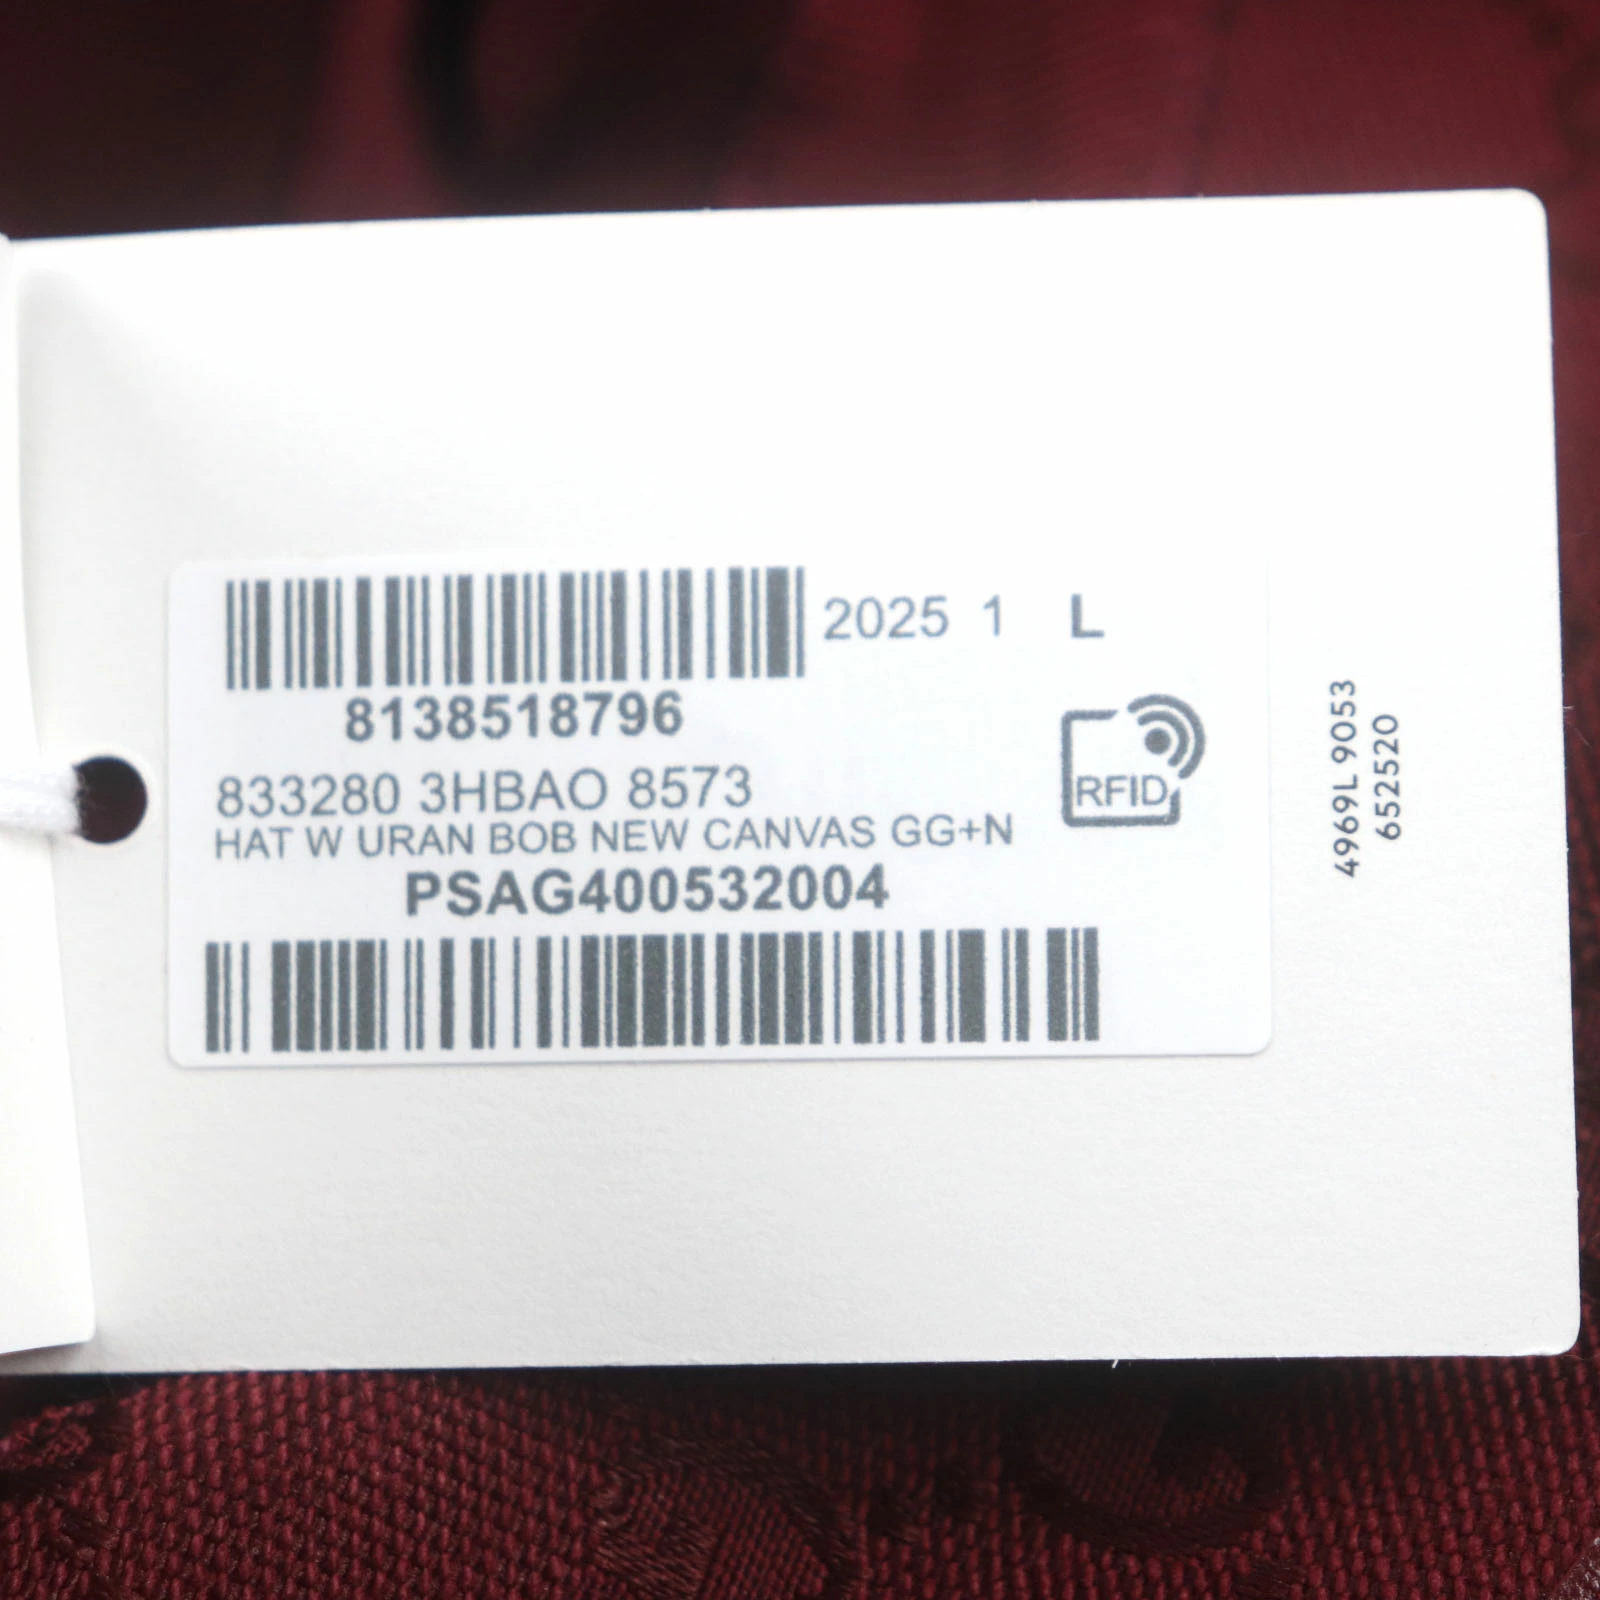 2025 1 L
8138518796
833280 3HBAO 8573
HAT W URAN BOB NEW CANVAS GG+N
PSAG400532004
RFID
4969L 9053
652520